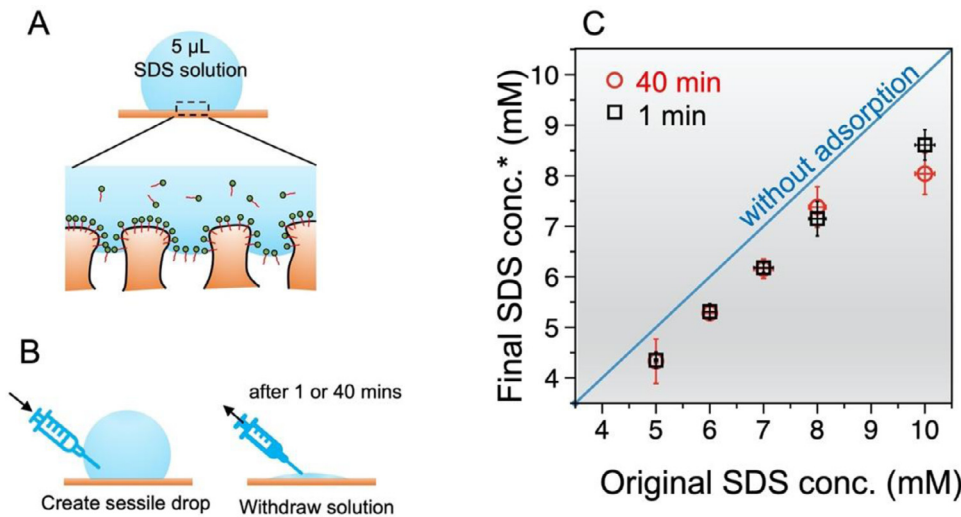 A
5 µL
SDS solution
B
after 1 or 40 mins
Create sessile drop
Withdraw solution
C
40 min
1 min
without adsorption
Final SDS conc.* (mM)
10
9
8
7
6
5
4
4
5
6
7
8
9
10
Original SDS conc. (mM)